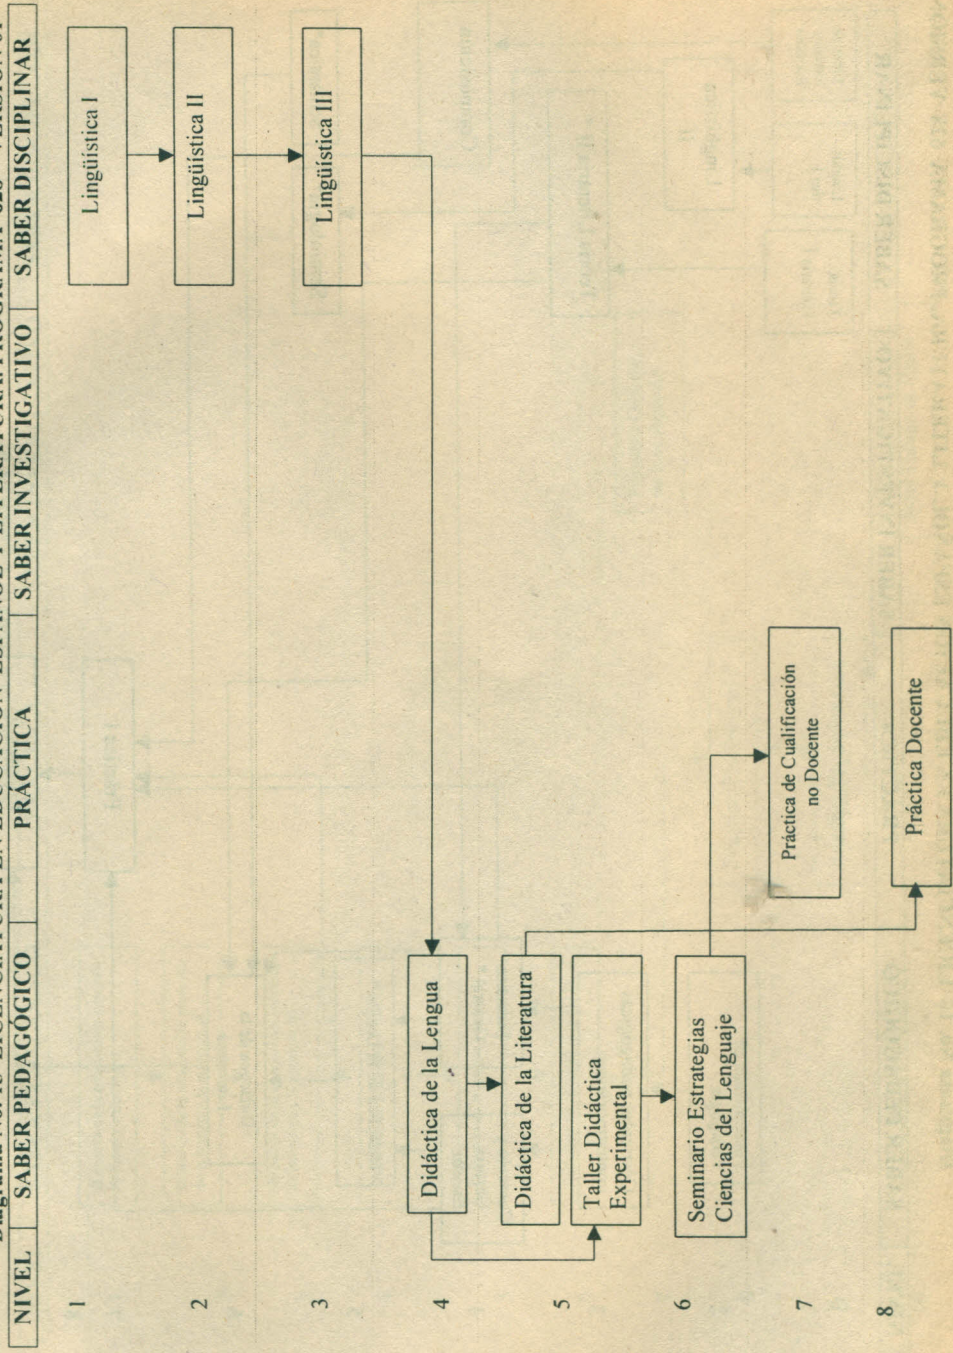 NIVEL
SABER PEDAGÓGICO
PRÁCTICA
SABER INVESTIGATIVO
SABER DISCIPLINAR
1
Lingüística I
2
Lingüística II
3
Lingüística III
4
Didáctica de la Lengua
5
Didáctica de la Literatura
Taller Didáctica
Experimental
6
Seminario Estrategias
Ciencias del Lenguaje
7
Práctica de Cualificación
no Docente
8
Práctica Docente